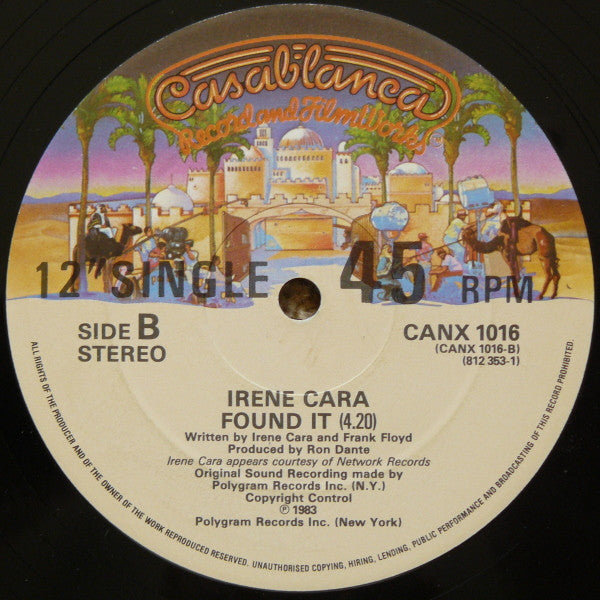 Casablanca
Record and FilmWorks
12" SINGLE 45 RPM
SIDE B
STEREO
CANX 1016
(CANX 1016-B)
(812 353-1)
IRENE CARA
FOUND IT (4.20)
Written by Irene Cara and Frank Floyd
Produced by Ron Dante
Irene Cara appears courtesy of Network Records
Original Sound Recording made by
Polygram Records Inc. (N.Y.)
Copyright Control
℗ 1983
Polygram Records Inc. (New York)
ALL RIGHTS OF THE PRODUCER AND OF THE OWNER OF THE WORK REPRODUCED RESERVED. UNAUTHORISED COPYING, HIRING, LENDING, PUBLIC PERFORMANCE AND BROADCASTING OF THIS RECORD PROHIBITED.